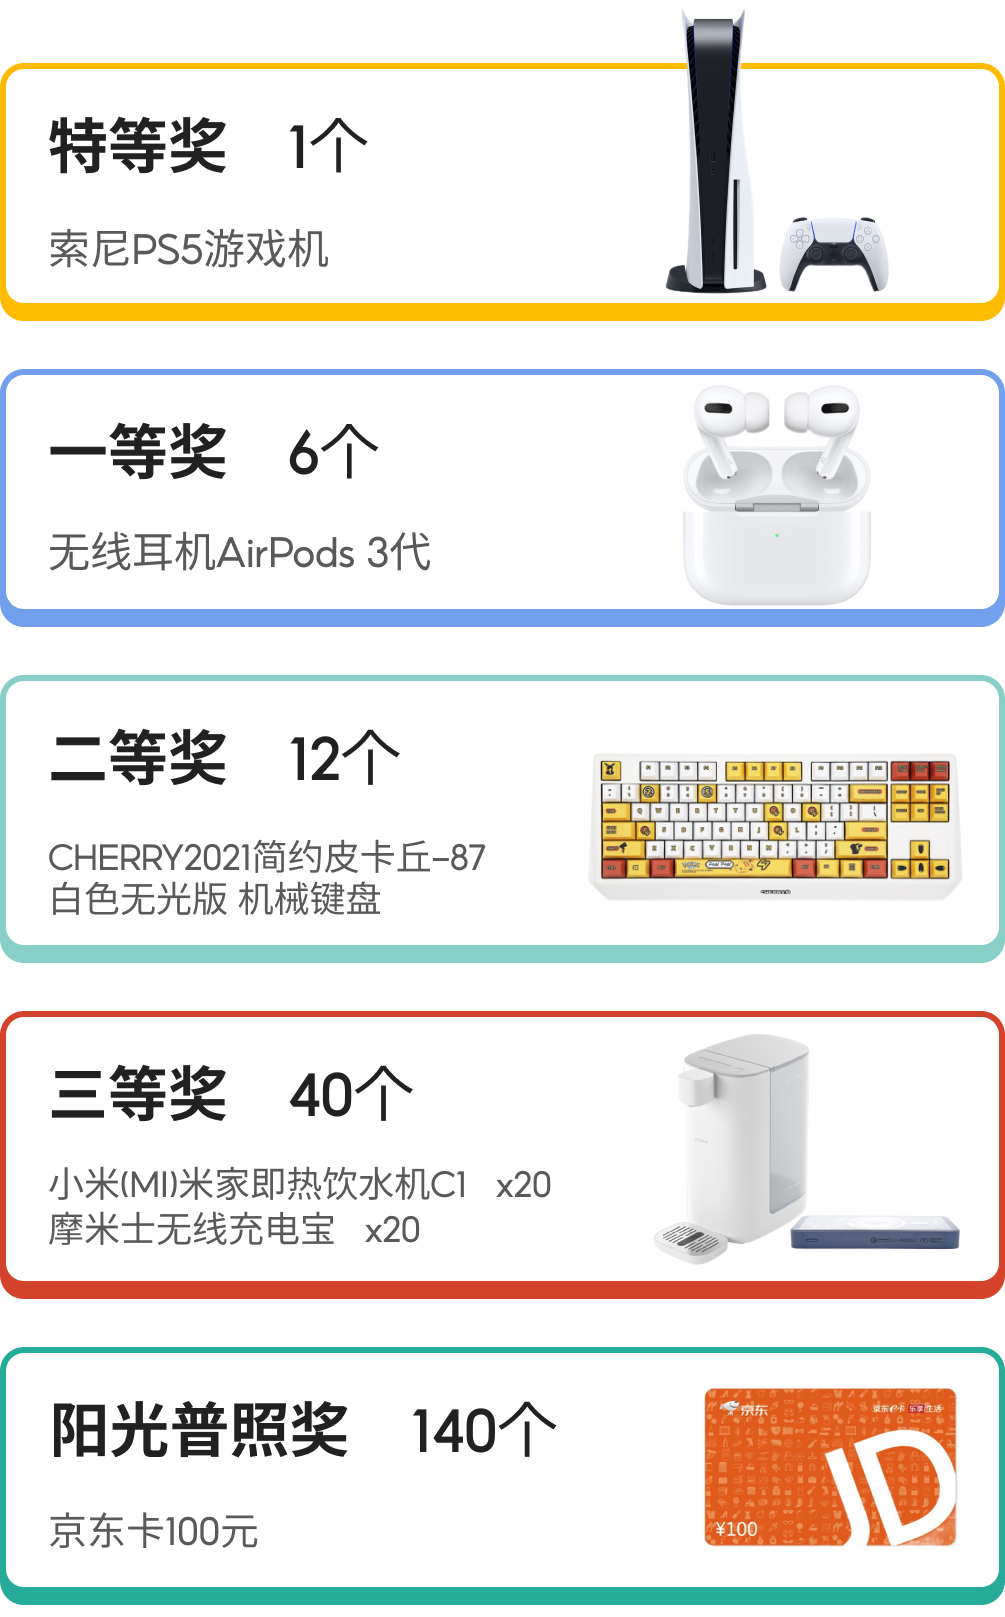 特等奖 1个
索尼PS5游戏机
一等奖 6个
无线耳机AirPods 3代
二等奖 12个
CHERRY2021简约皮卡丘-87
白色无光版 机械键盘
CHERRY
三等奖 40个
小米(MI)米家即热饮水机C1 x20
摩米士无线充电宝 x20
阳光普照奖 140个
京东卡100元
京东
京东e卡 乐享生活
JD
¥100